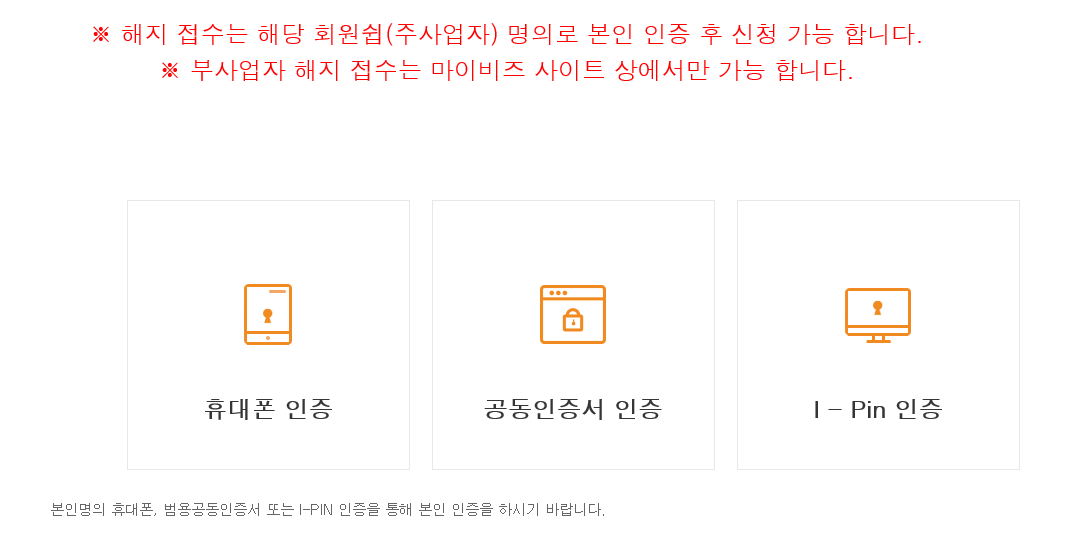 ※ 해지 접수는 해당 회원쉽(주사업자) 명의로 본인 인증 후 신청 가능 합니다.
※ 부사업자 해지 접수는 마이비즈 사이트 상에서만 가능 합니다.
휴대폰 인증
공동인증서 인증
I - Pin 인증
본인명의 휴대폰, 범용공동인증서 또는 I-PIN 인증을 통해 본인 인증을 하시기 바랍니다.